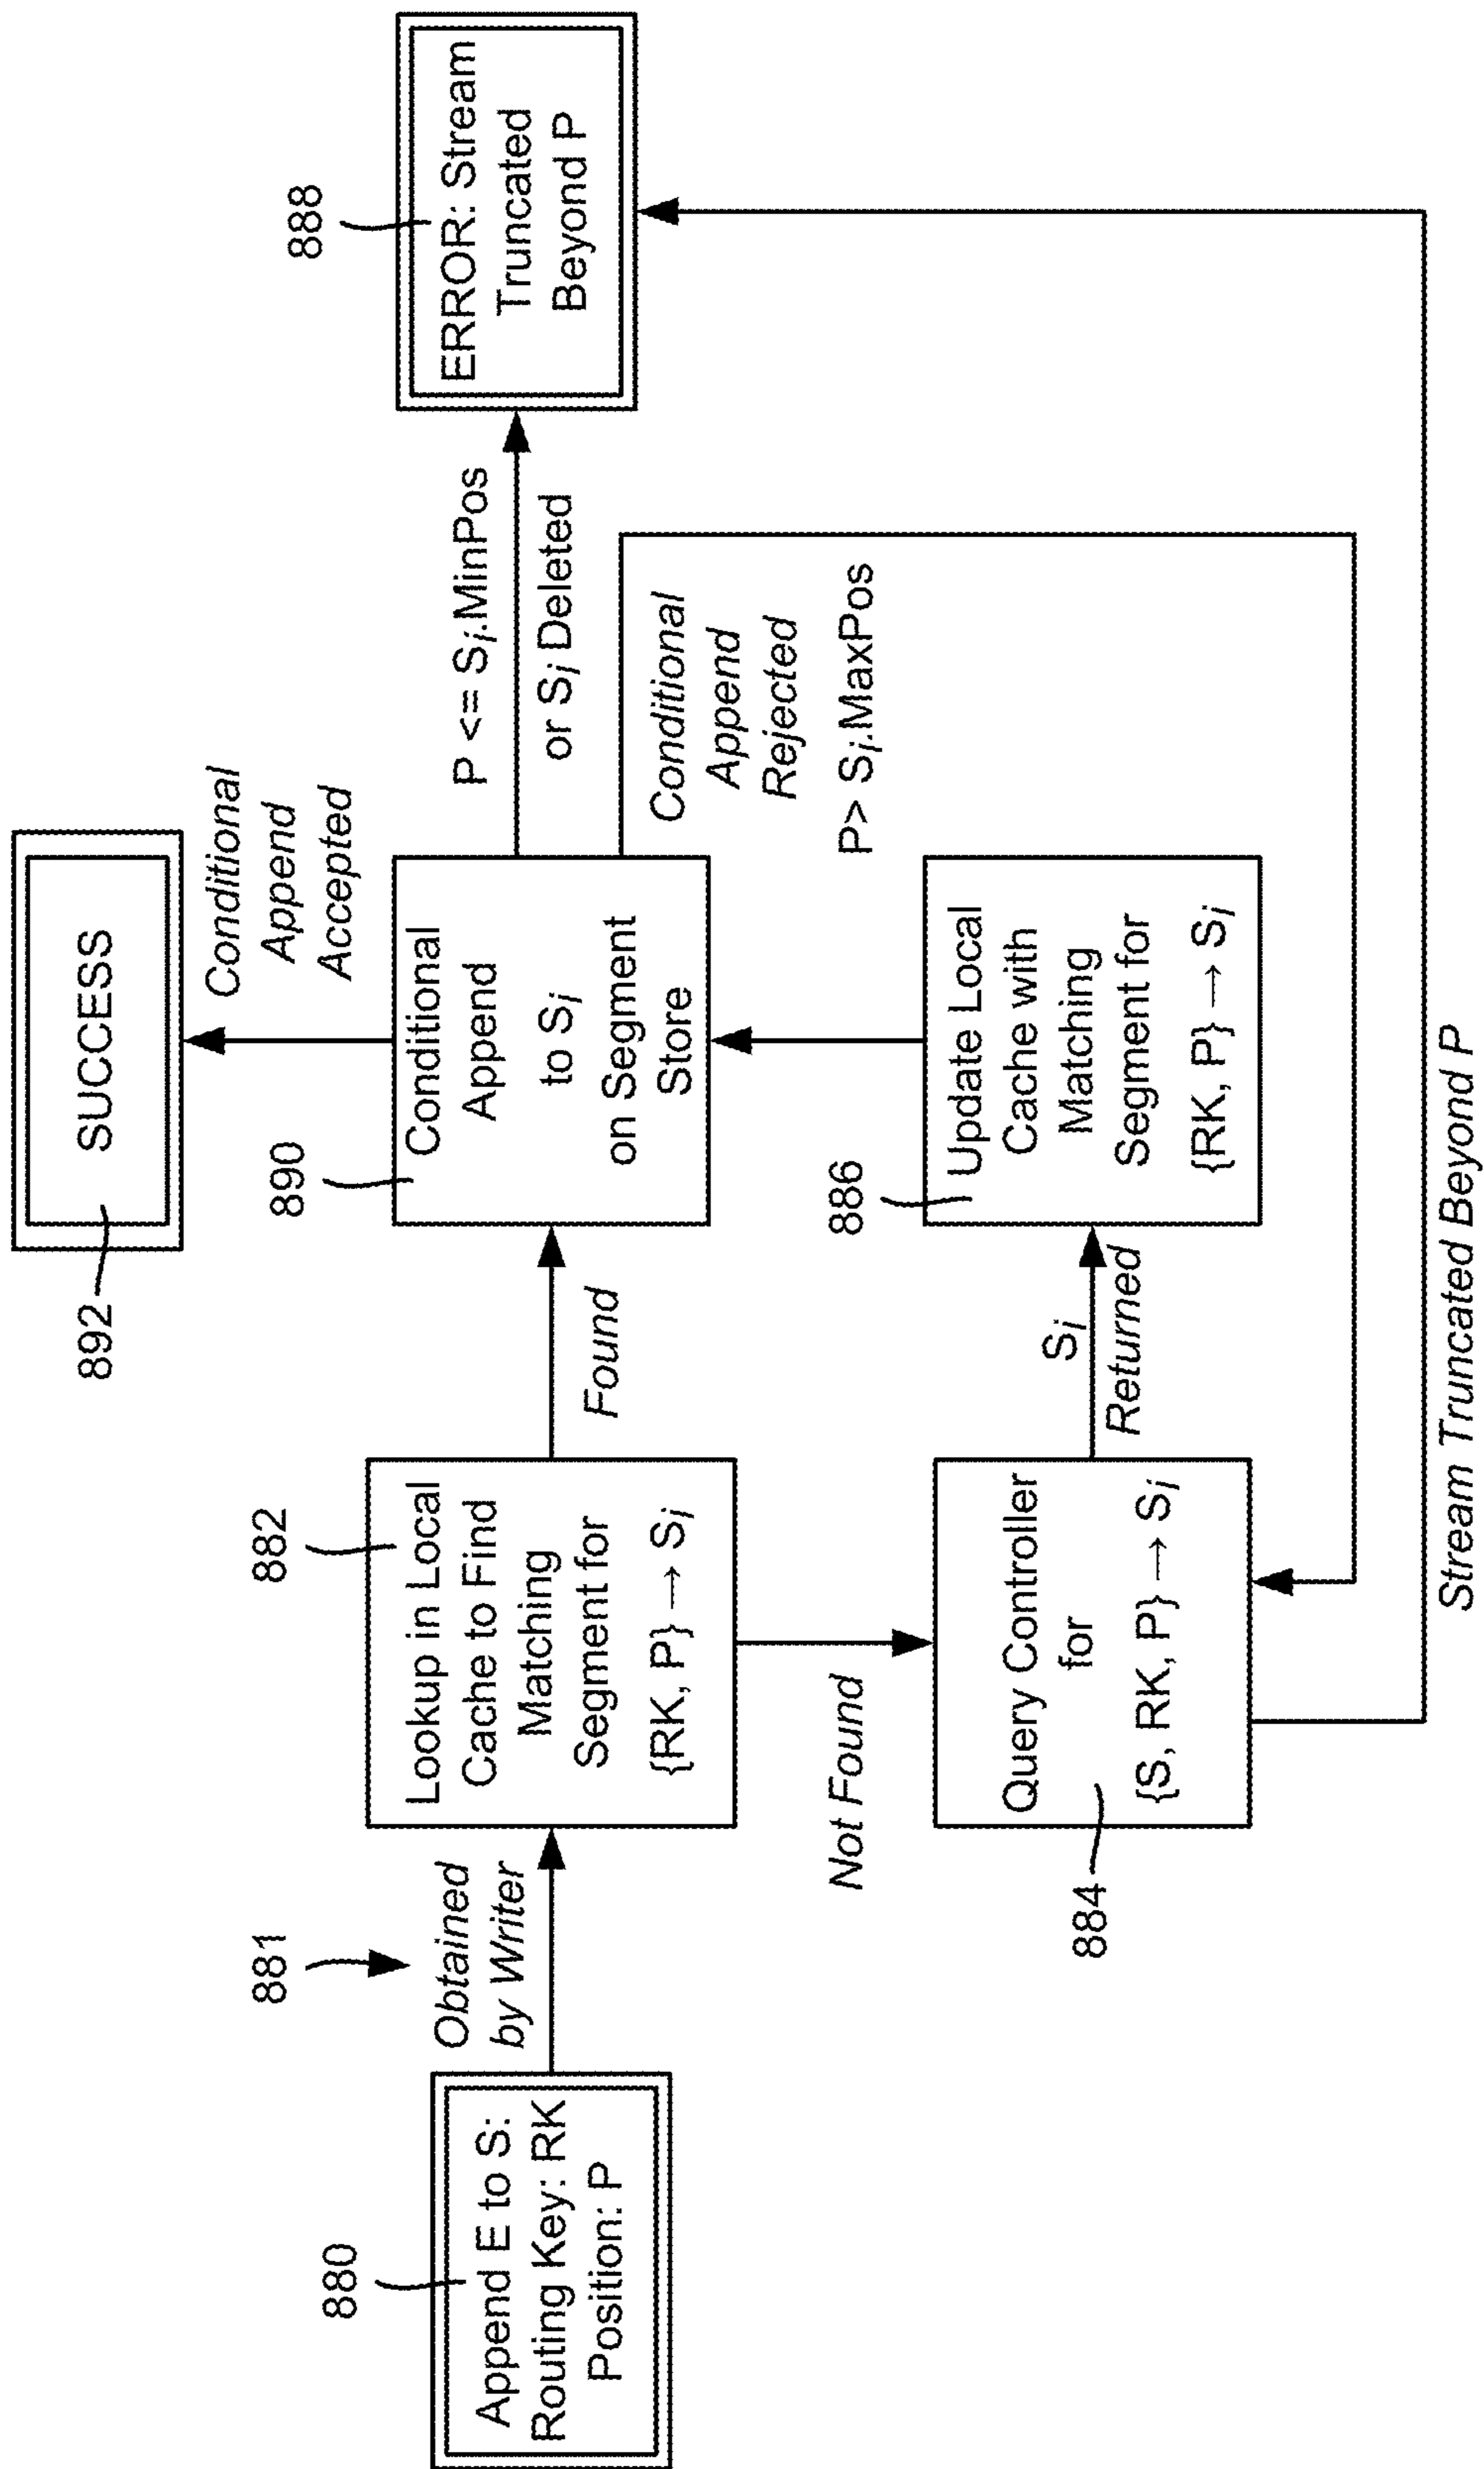 892
SUCCESS
Conditional
Append
Accepted
888
ERROR: Stream
Truncated
Beyond P
880
Append E to S:
Routing Key: RK
Position: P
881
Obtained
by Writer
882
Lookup in Local
Cache to Find
Matching
Segment for
{RK, P} → Si
Found
890
Conditional
Append
to Si
on Segment
Store
P <= Si.MinPos
or Si Deleted
Conditional
Append
Rejected
P> Si.MaxPos
Not Found
884
Query Controller
for
{S, RK, P} → Si
Si
Returned
886
Update Local
Cache with
Matching
Segment for
{RK, P} → Si
Stream Truncated Beyond P